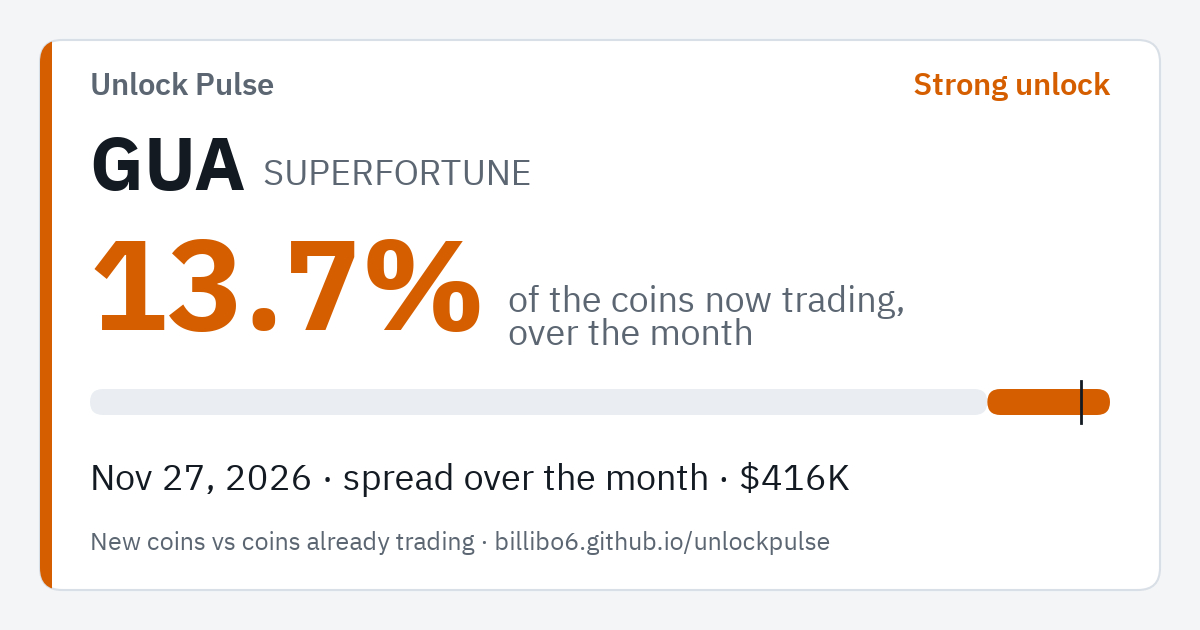 Unlock Pulse
Strong unlock
GUA SUPERFORTUNE
13.7% of the coins now trading,
over the month
Nov 27, 2026 · spread over the month · $416K
New coins vs coins already trading · billibo6.github.io/unlockpulse